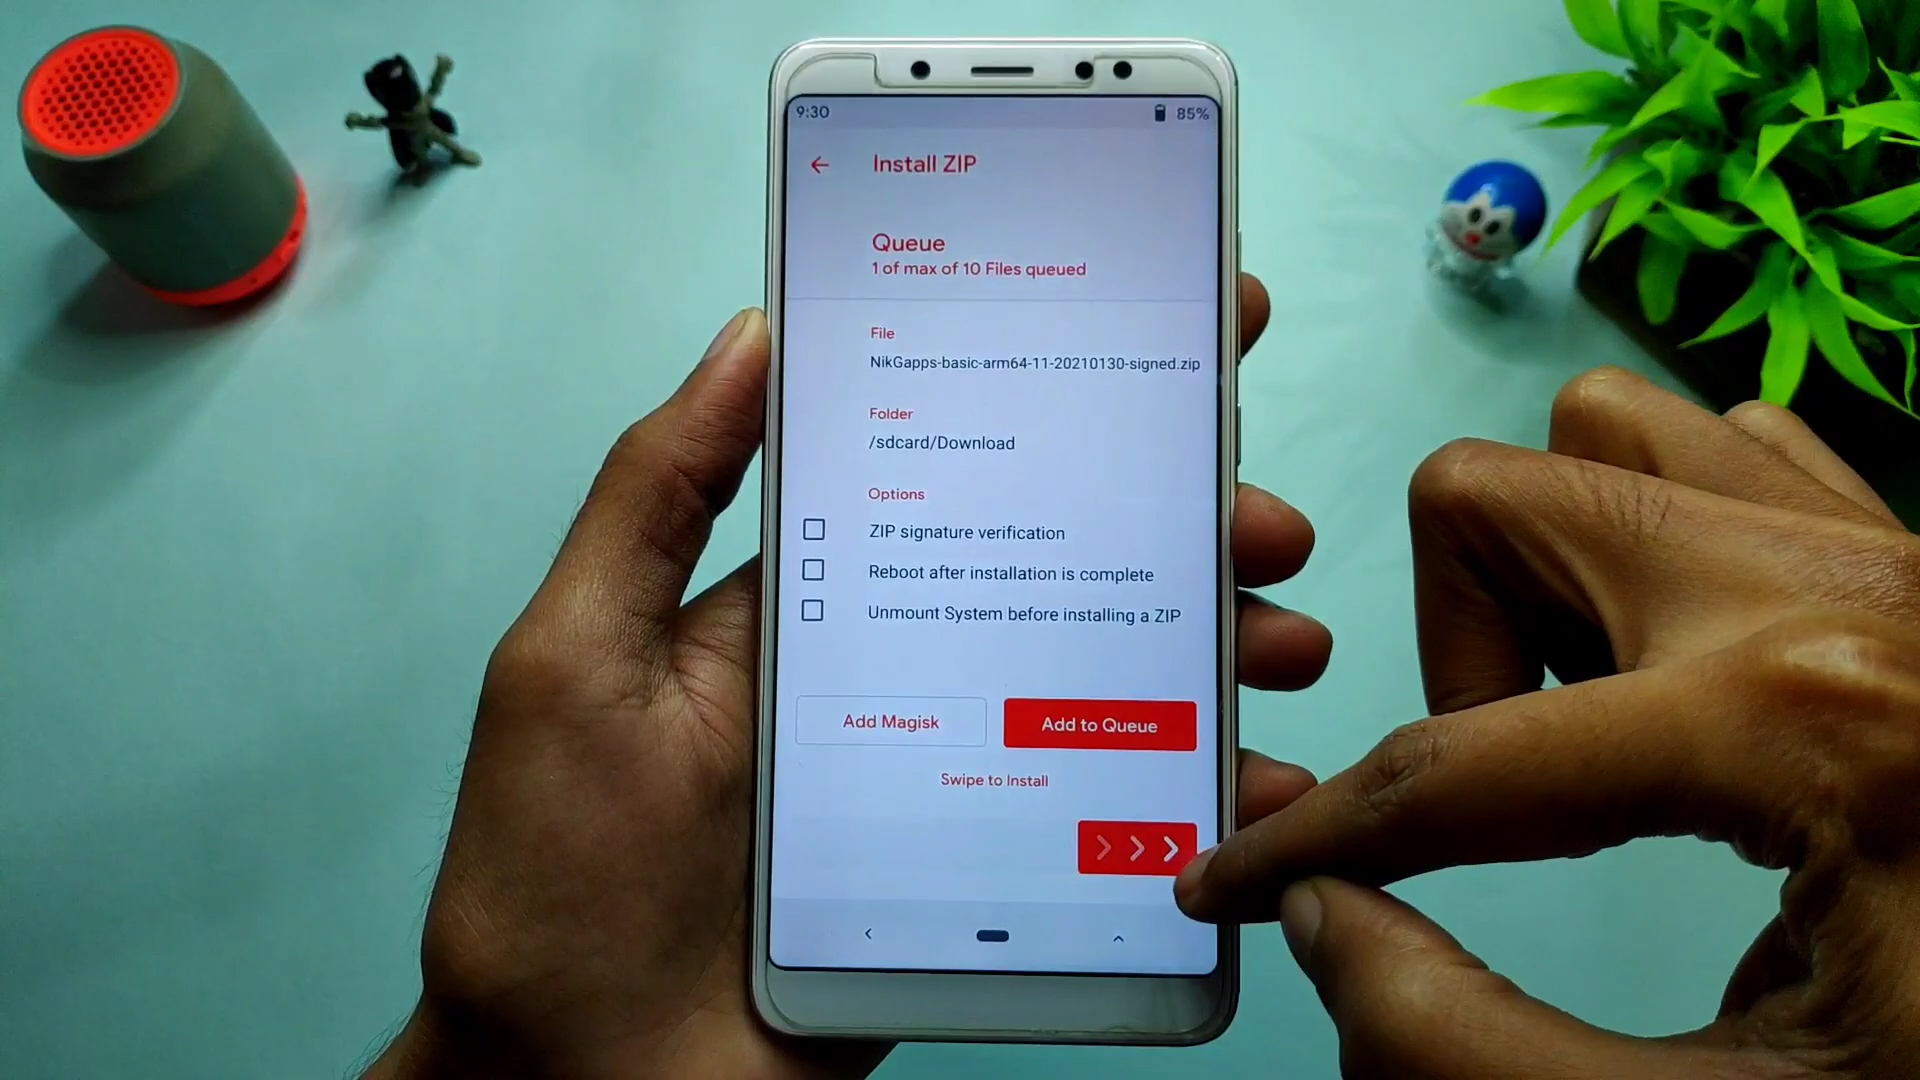 9:30
85%
Install ZIP
Queue
1 of max of 10 Files queued
File
NikGapps-basic-arm64-11-20210130-signed.zip
Folder
/sdcard/Download
Options
ZIP signature verification
Reboot after installation is complete
Unmount System before installing a ZIP
Add Magisk
Add to Queue
Swipe to Install